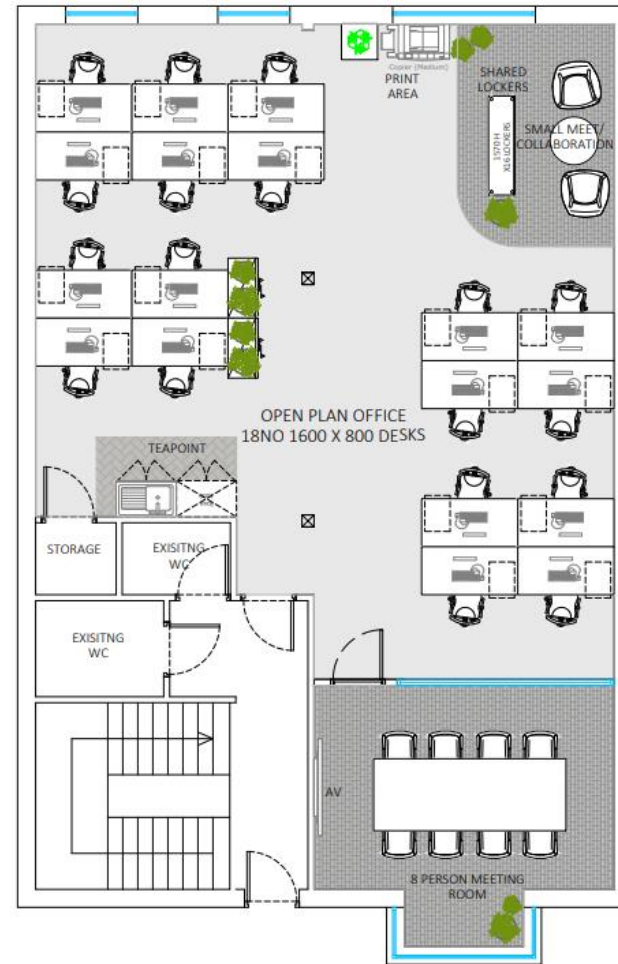 Copier (Medium)
PRINT
AREA
SHARED
LOCKERS
1570 H
X16 LOCKERS
SMALL MEET/
COLLABORATION
OPEN PLAN OFFICE
18NO 1600 X 800 DESKS
TEAPOINT
STORAGE
EXISITNG
WC
EXISITNG
WC
AV
8 PERSON MEETING
ROOM